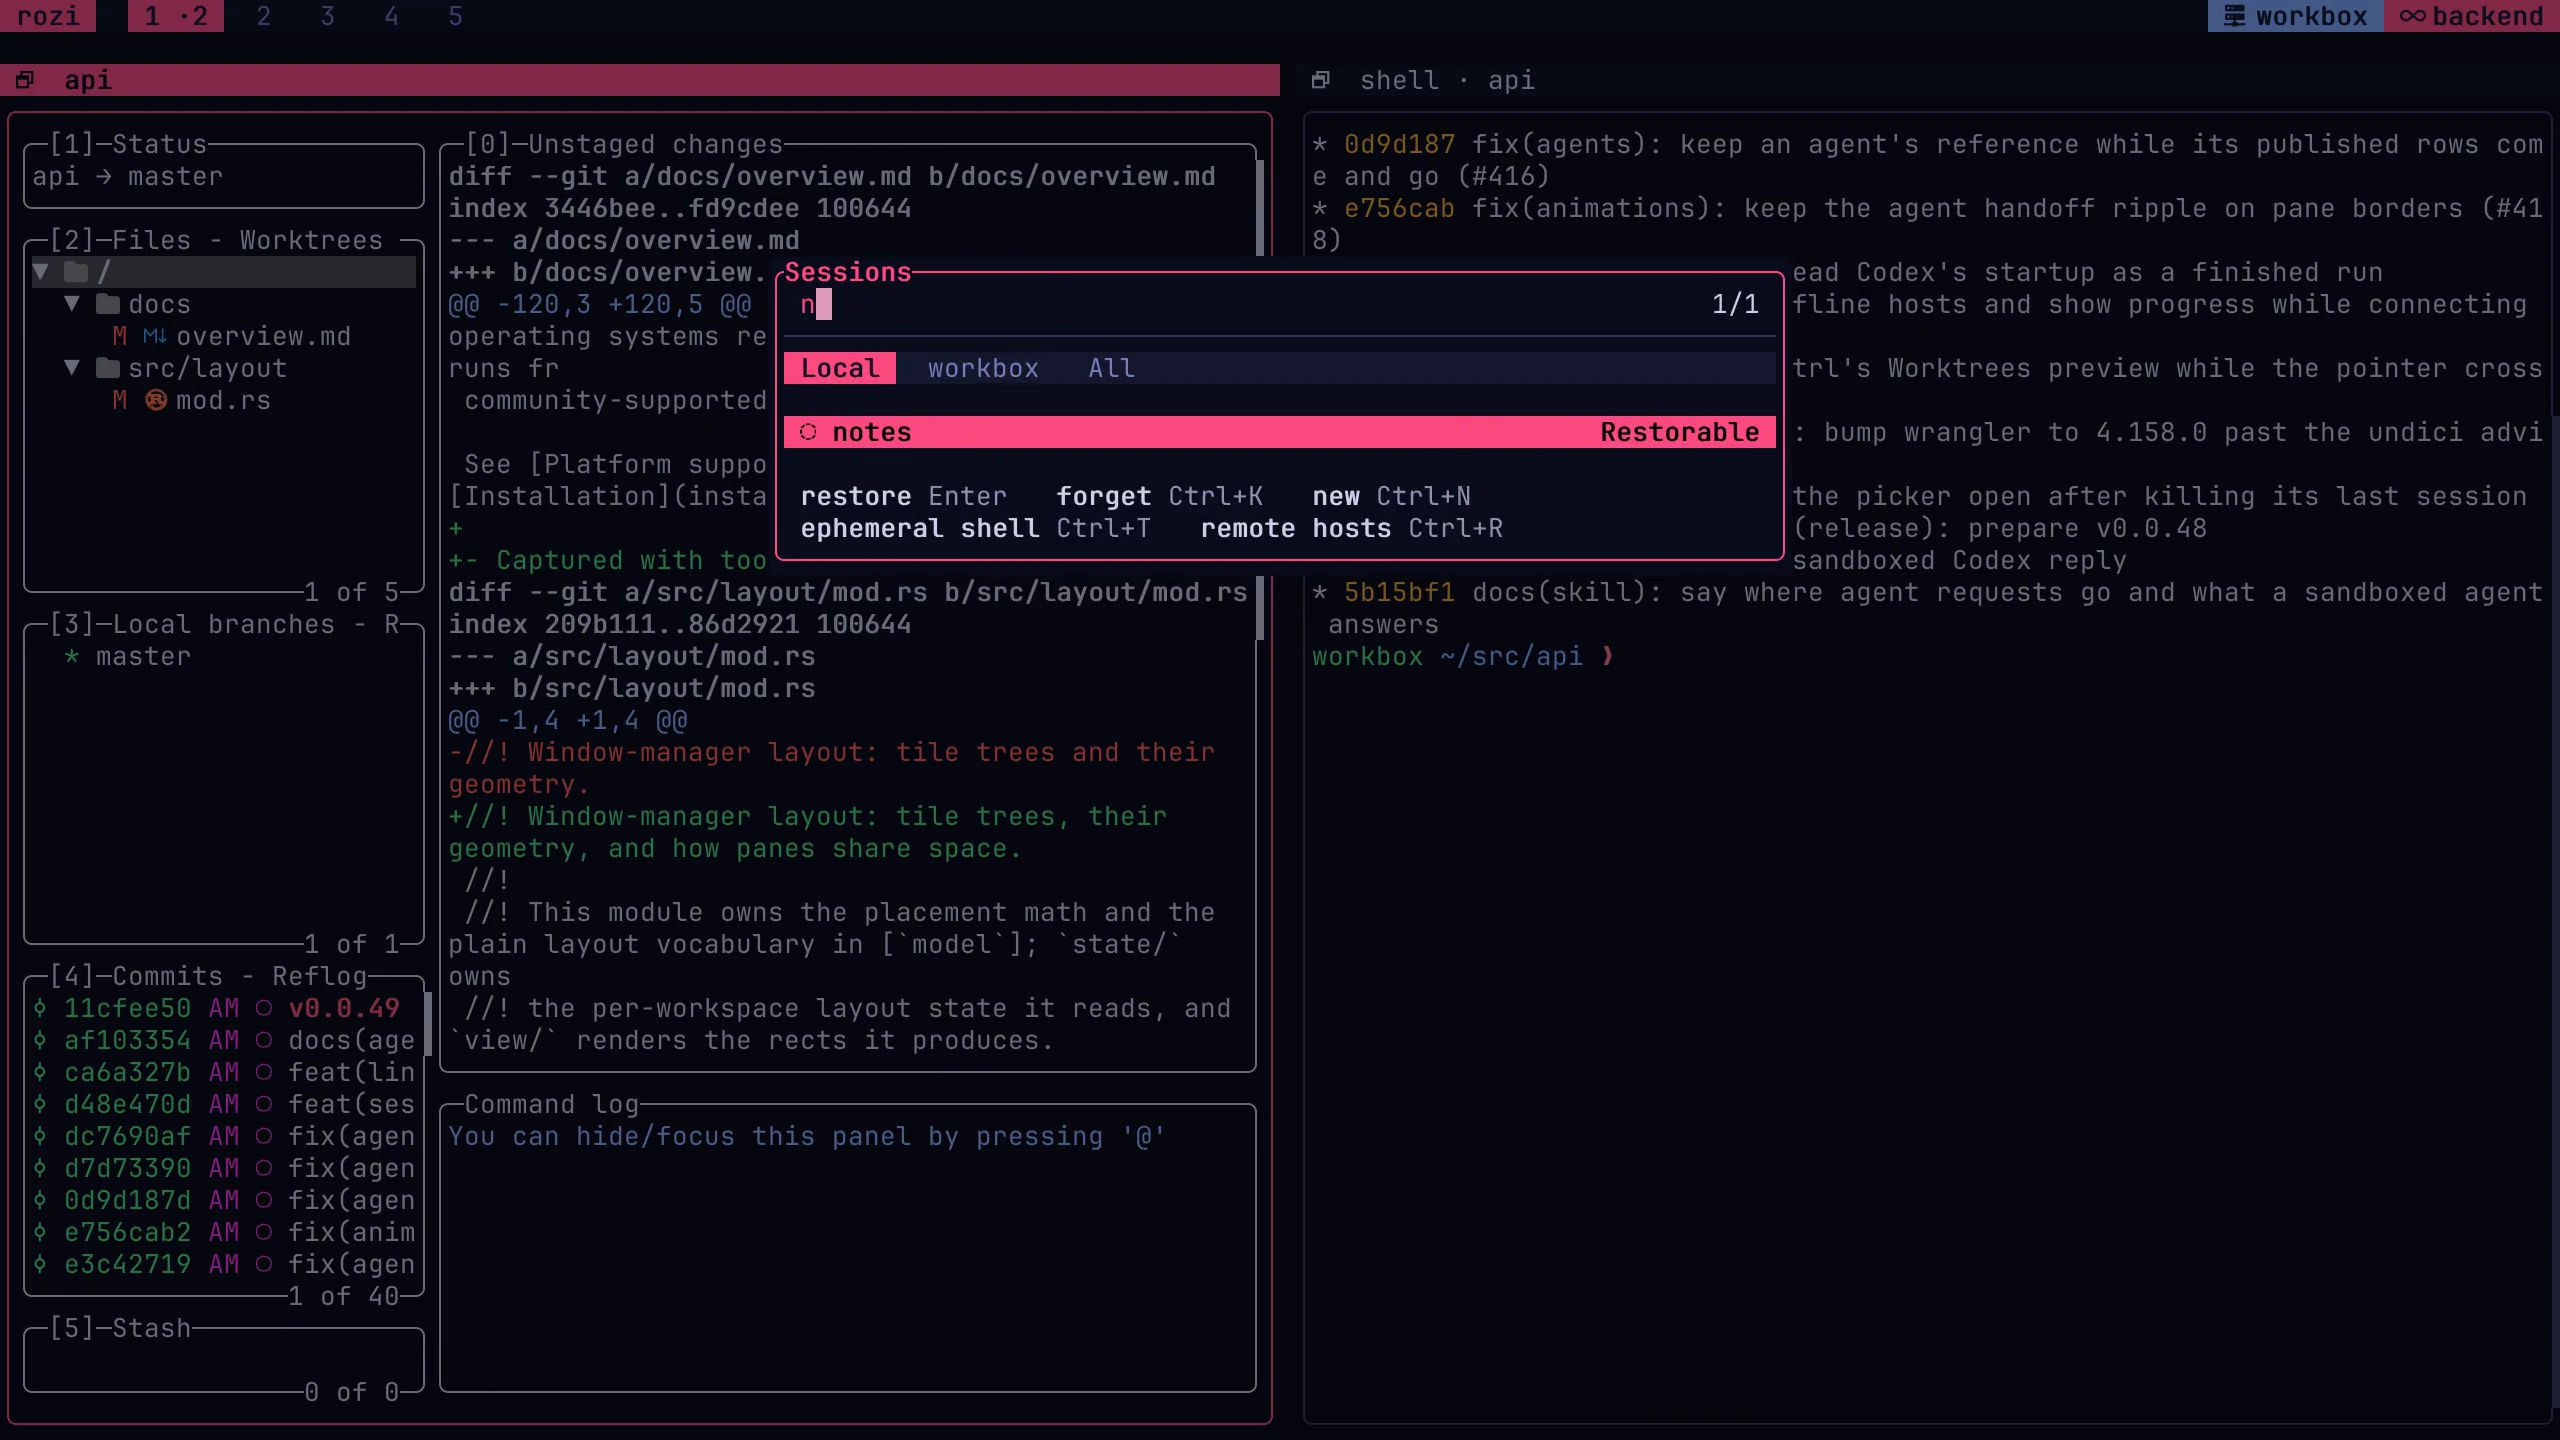 rozi 1 ·2 2 3 4 5 workbox backend
api
[1]─Status
api → master
[2]─Files - Worktrees
▼ /
▼ docs
M overview.md
▼ src/layout
M mod.rs
1 of 5
[3]─Local branches - R
* master
1 of 1
[4]─Commits - Reflog
11cfee50 AM v0.0.49
af103354 AM docs(age
ca6a327b AM feat(lin
d48e470d AM feat(ses
dc7690af AM fix(agen
d7d73390 AM fix(agen
0d9d187d AM fix(agen
e756cab2 AM fix(anim
e3c42719 AM fix(agen
1 of 40
[5]─Stash
0 of 0
[0]─Unstaged changes
diff --git a/docs/overview.md b/docs/overview.md
index 3446bee..fd9cdee 100644
--- a/docs/overview.md
+++ b/docs/overview.
@@ -120,3 +120,5 @@
operating systems re
runs fr
community-supported
See [Platform suppo
[Installation](insta
+
+- Captured with too
diff --git a/src/layout/mod.rs b/src/layout/mod.rs
index 209b111..86d2921 100644
--- a/src/layout/mod.rs
+++ b/src/layout/mod.rs
@@ -1,4 +1,4 @@
-//! Window-manager layout: tile trees and their
geometry.
+//! Window-manager layout: tile trees, their
geometry, and how panes share space.
//!
//! This module owns the placement math and the
plain layout vocabulary in [`model`]; `state/`
owns
//! the per-workspace layout state it reads, and
`view/` renders the rects it produces.
Command log
You can hide/focus this panel by pressing '@'
Sessions
n 1/1
Local workbox All
notes Restorable
restore Enter forget Ctrl+K new Ctrl+N
ephemeral shell Ctrl+T remote hosts Ctrl+R
shell · api
* 0d9d187 fix(agents): keep an agent's reference while its published rows com
e and go (#416)
* e756cab fix(animations): keep the agent handoff ripple on pane borders (#41
8)
ead Codex's startup as a finished run
fline hosts and show progress while connecting
trl's Worktrees preview while the pointer cross
: bump wrangler to 4.158.0 past the undici advi
the picker open after killing its last session
(release): prepare v0.0.48
sandboxed Codex reply
* 5b15bf1 docs(skill): say where agent requests go and what a sandboxed agent
answers
workbox ~/src/api ❯